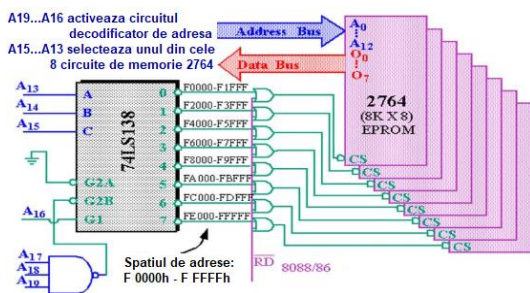 A19...A16 activeaza circuitul
decodificator de adresa
A15...A13 selecteaza unul din cele
8 circuite de memorie 2764
Address Bus
Data Bus
A0
A12
O0
O7
2764
(8K X 8)
EPROM
A13
A14
A15
A
B
C
74LS138
0
1
2
3
4
5
6
7
F0000-F1FFF
F2000-F3FFF
F4000-F5FFF
F6000-F7FFF
F8000-F9FFF
FA000-FBFFF
FC000-FDFFF
FE000-FFFFF
CS
CS
CS
CS
CS
CS
CS
CS
G2A
G2B
G1
A16
A17
A18
A19
Spatiul de adrese:
F 0000h - F FFFFh
RD 8088/86